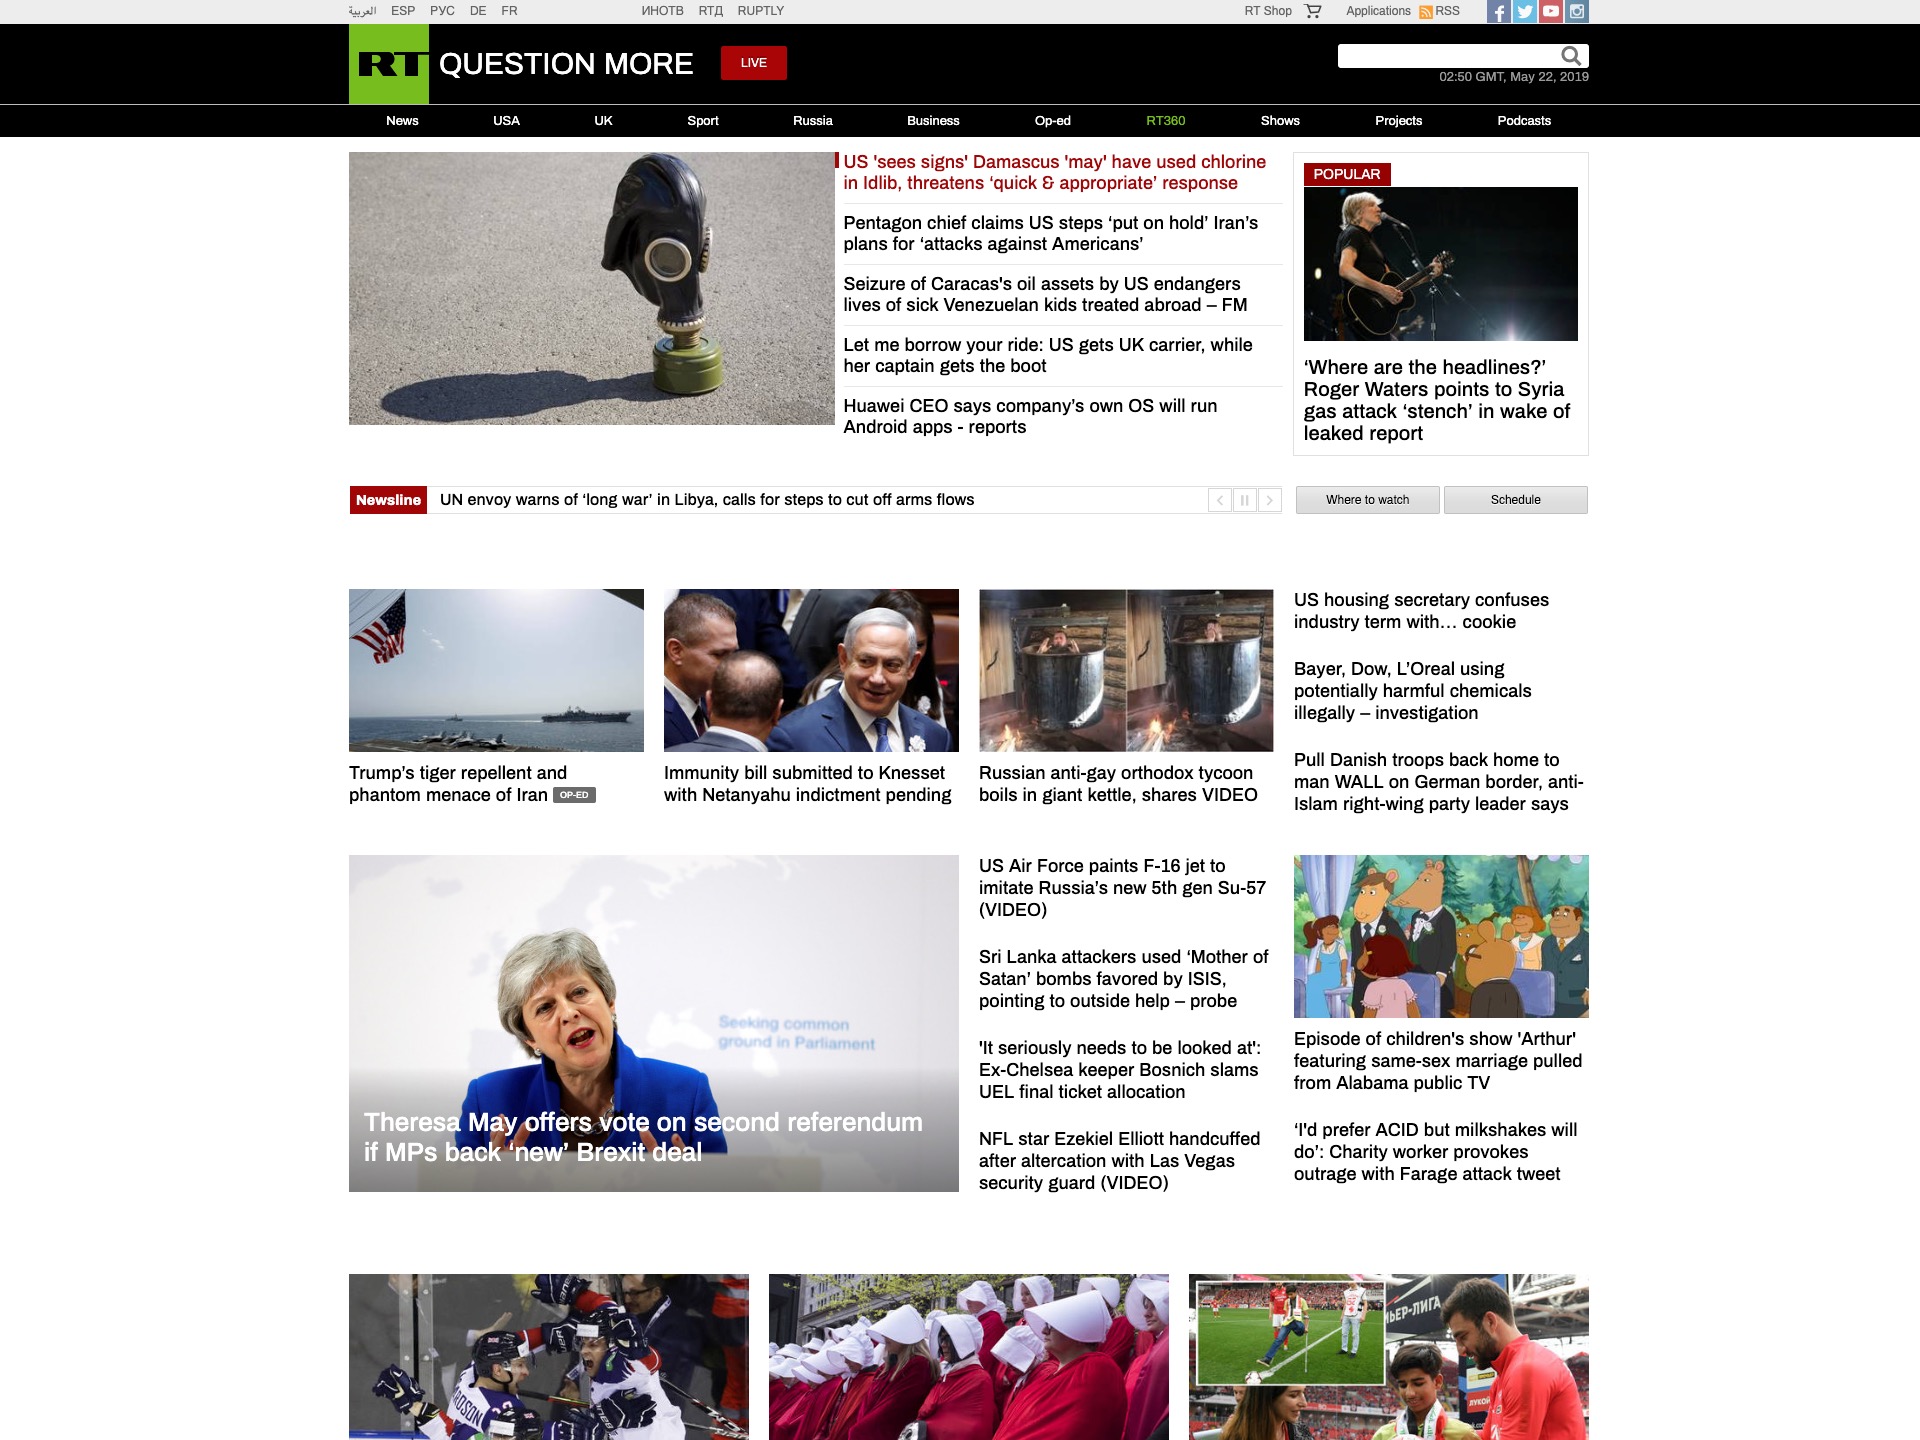 العربية ESP РУС DE FR ИНОТВ RTД RUPTLY RT Shop Applications RSS
RT QUESTION MORE LIVE
02:50 GMT, May 22, 2019
News USA UK Sport Russia Business Op-ed RT360 Shows Projects Podcasts
US 'sees signs' Damascus 'may' have used chlorine
in Idlib, threatens ‘quick & appropriate’ response
Pentagon chief claims US steps ‘put on hold’ Iran’s
plans for ‘attacks against Americans’
Seizure of Caracas's oil assets by US endangers
lives of sick Venezuelan kids treated abroad – FM
Let me borrow your ride: US gets UK carrier, while
her captain gets the boot
Huawei CEO says company’s own OS will run
Android apps - reports
POPULAR
‘Where are the headlines?’
Roger Waters points to Syria
gas attack ‘stench’ in wake of
leaked report
Newsline UN envoy warns of ‘long war’ in Libya, calls for steps to cut off arms flows
Where to watch Schedule
Trump’s tiger repellent and
phantom menace of Iran OP-ED
Immunity bill submitted to Knesset
with Netanyahu indictment pending
Russian anti-gay orthodox tycoon
boils in giant kettle, shares VIDEO
US housing secretary confuses
industry term with… cookie
Bayer, Dow, L’Oreal using
potentially harmful chemicals
illegally – investigation
Pull Danish troops back home to
man WALL on German border, anti-
Islam right-wing party leader says
Seeking common
ground in Parliament
Theresa May offers vote on second referendum
if MPs back ‘new’ Brexit deal
US Air Force paints F-16 jet to
imitate Russia’s new 5th gen Su-57
(VIDEO)
Sri Lanka attackers used ‘Mother of
Satan’ bombs favored by ISIS,
pointing to outside help – probe
'It seriously needs to be looked at':
Ex-Chelsea keeper Bosnich slams
UEL final ticket allocation
NFL star Ezekiel Elliott handcuffed
after altercation with Las Vegas
security guard (VIDEO)
Episode of children's show 'Arthur'
featuring same-sex marriage pulled
from Alabama public TV
‘I'd prefer ACID but milkshakes will
do’: Charity worker provokes
outrage with Farage attack tweet
ЬЕР-ЛИГА